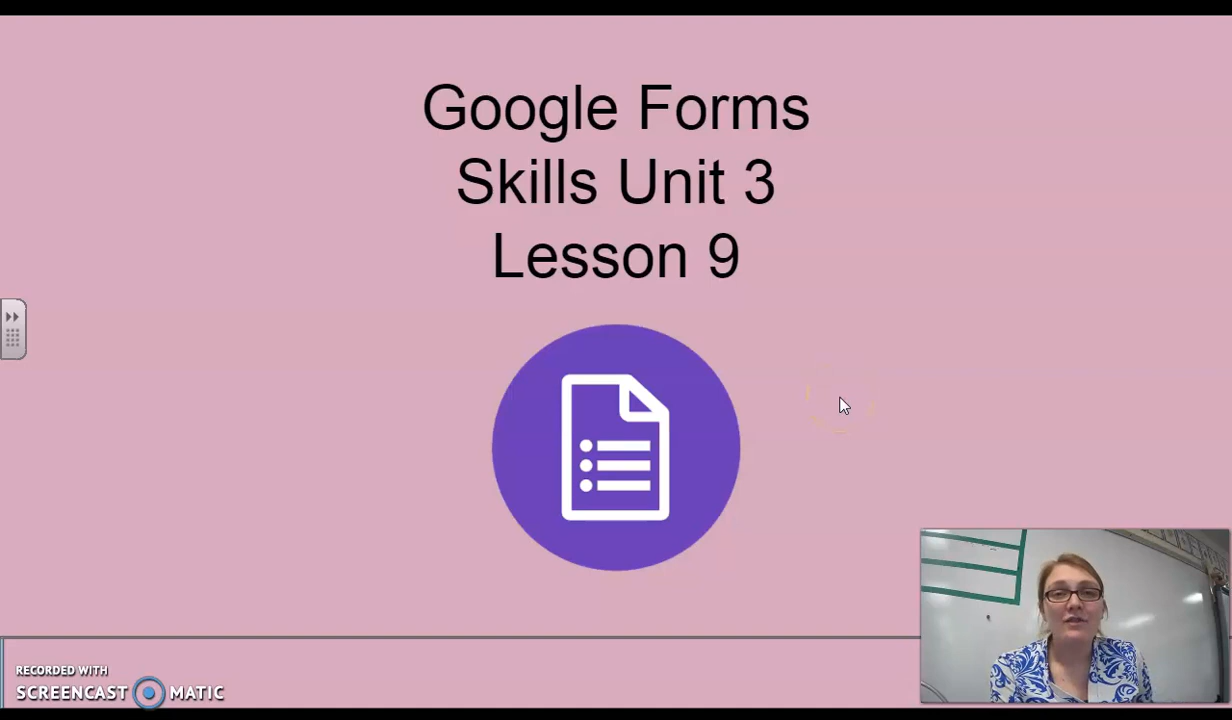 Google Forms
Skills Unit 3
Lesson 9
RECORDED WITH
SCREENCAST MATIC